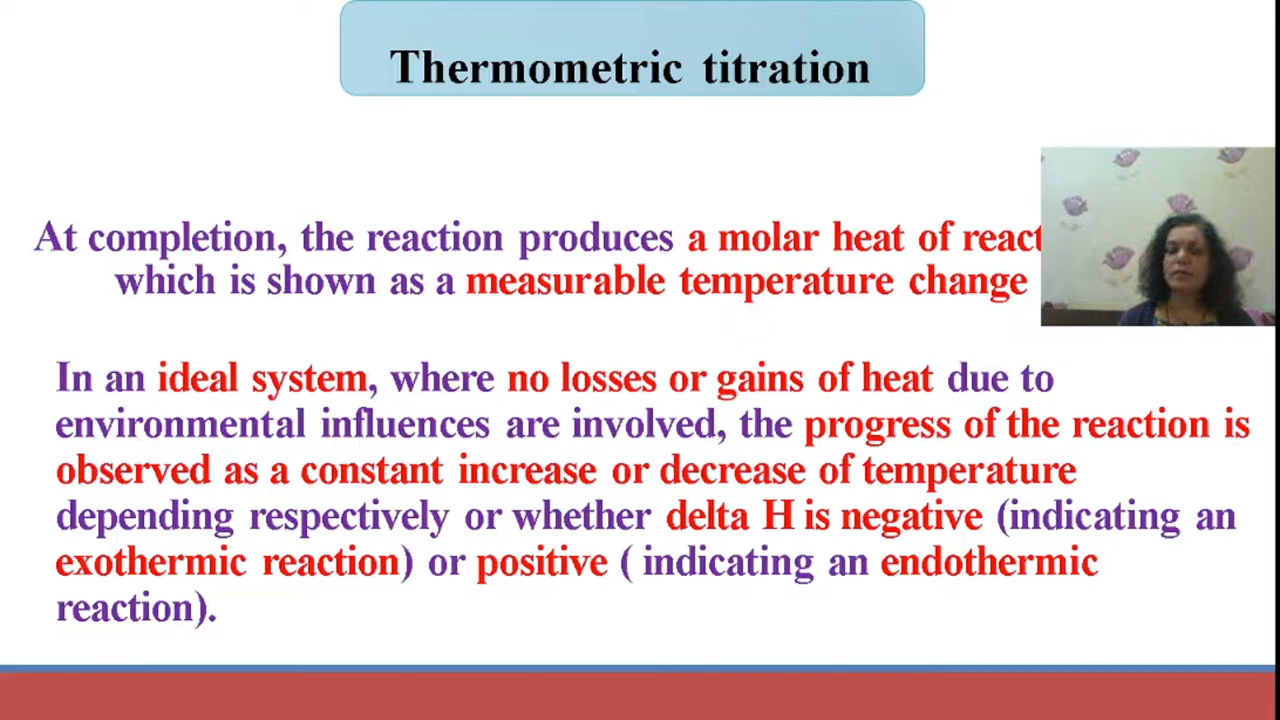 Thermometric titration
At completion, the reaction produces a molar heat of
which is shown as a measurable temperature change
In an ideal system, where no losses or gains of heat due to
environmental influences are involved, the progress of the reaction is
observed as a constant increase or decrease of temperature
depending respectively or whether delta H is negative (indicating an
exothermic reaction) or positive ( indicating an endothermic
reaction).